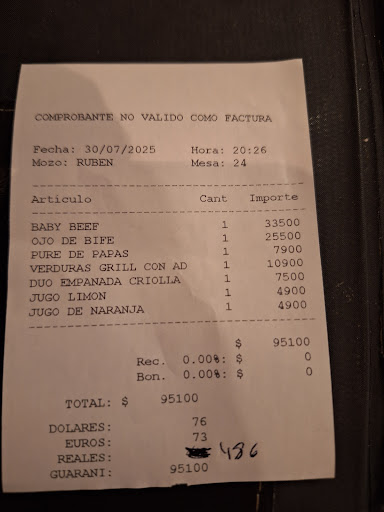 COMPROBANTE NO VALIDO COMO FACTURA
Fecha: 30/07/2025 Hora: 20:26
Mozo: RUBEN Mesa: 24
Articulo Cant Importe
BABY BEEF 1 33500
OJO DE BIFE 1 25500
PURE DE PAPAS 1 7900
VERDURAS GRILL CON AD 1 10900
DUO EMPANADA CRIOLLA 1 7500
JUGO LIMON 1 4900
JUGO DE NARANJA 1 4900
$ 95100
Rec. 0.00%: $ 0
Bon. 0.00%: $ 0
TOTAL: $ 95100
DOLARES: 76
EUROS: 73
REALES: 486
GUARANI: 95100